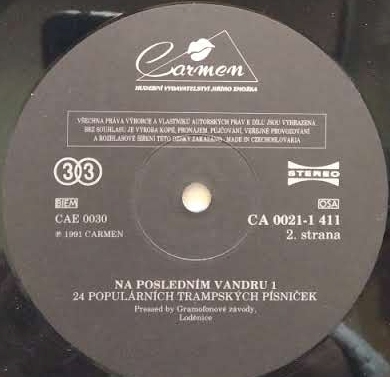 Carmen
HUDEBNÍ VYDAVATELSTVÍ JIŘÍHO ZMOŽKA
VŠECHNA PRÁVA VÝROBCE A VLASTNÍKŮ AUTORSKÝCH PRÁV K DÍLU JSOU VYHRAZENA.
BEZ SOUHLASU JE VÝROBA KOPIÍ, PRONÁJEM, PŮJČOVÁNÍ, VEŘEJNÉ PROVOZOVÁNÍ
A ROZHLASOVÉ ŠÍŘENÍ TÉTO DESKY ZAKÁZÁNO. MADE IN CZECHOSLOVAKIA
33
STEREO
BIEM
OSA
CAE 0030
CA 0021-1 411
℗ 1991 CARMEN
2. strana
NA POSLEDNÍM VANDRU 1
24 POPULÁRNÍCH TRAMPSKÝCH PÍSNIČEK
Pressed by Gramofonové závody,
Loděnice